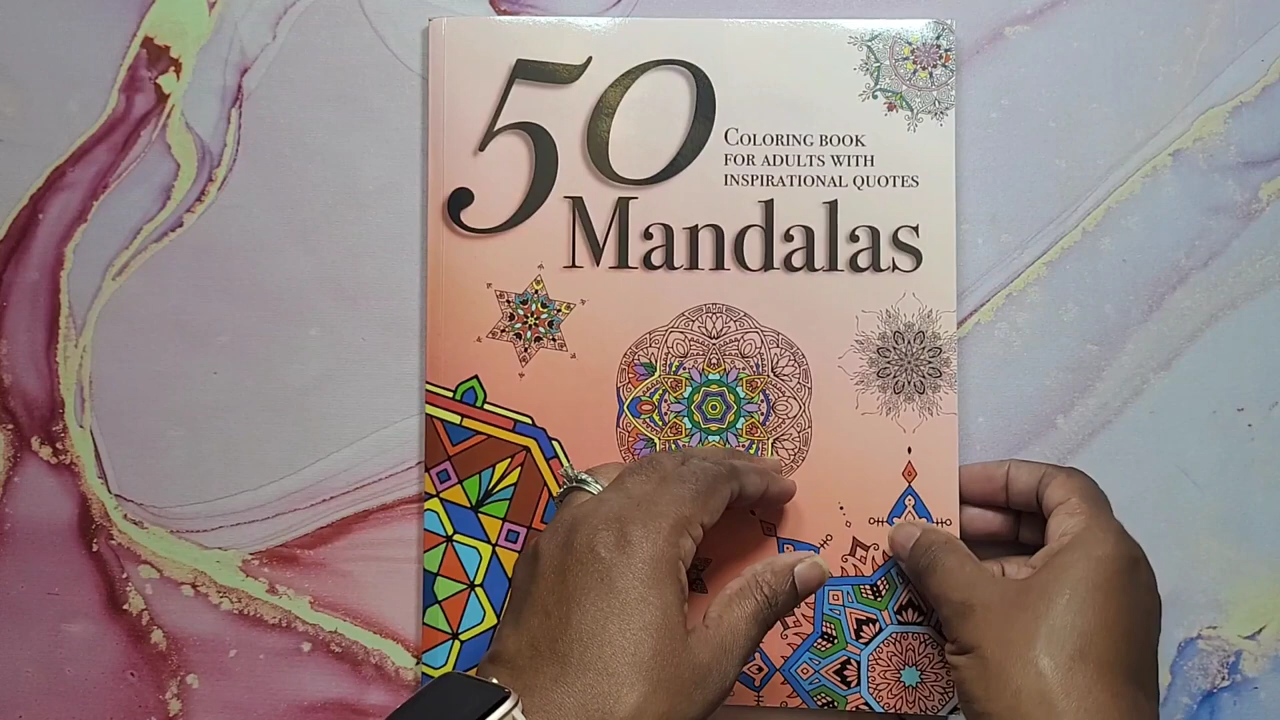 50
COLORING BOOK
FOR ADULTS WITH
INSPIRATIONAL QUOTES
Mandalas